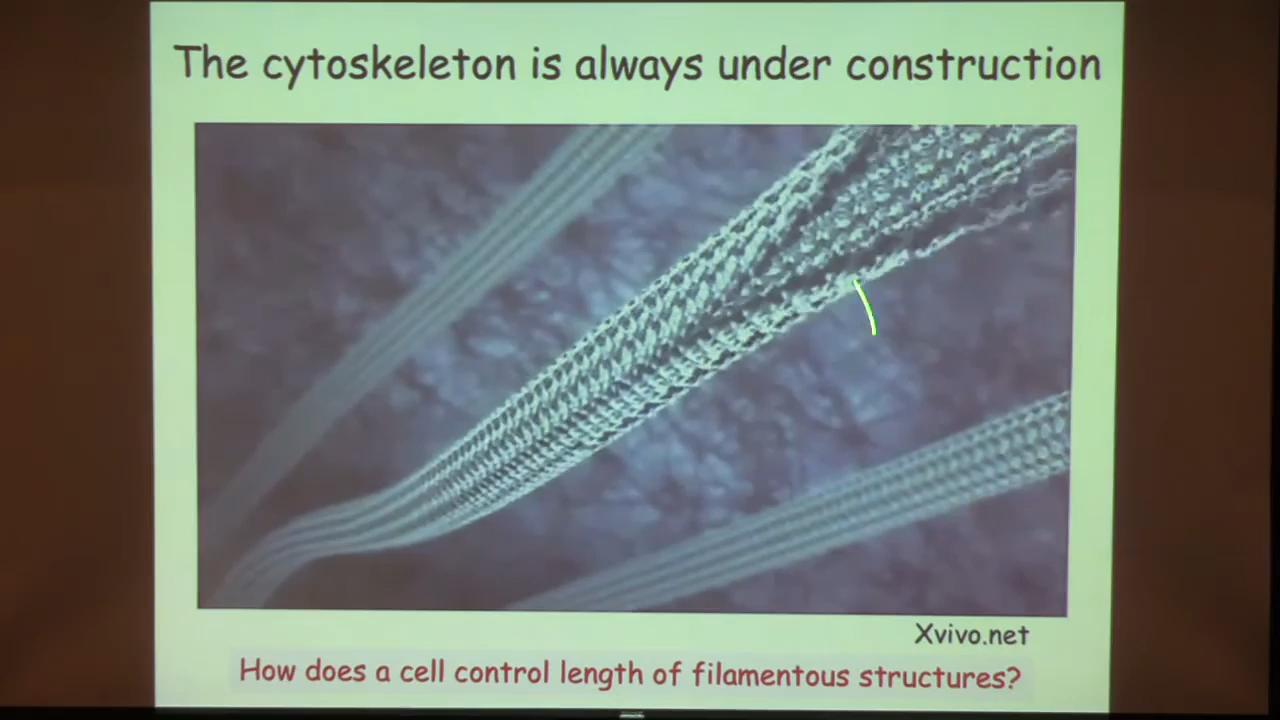 The cytoskeleton is always under construction
Xvivo.net
How does a cell control length of filamentous structures?